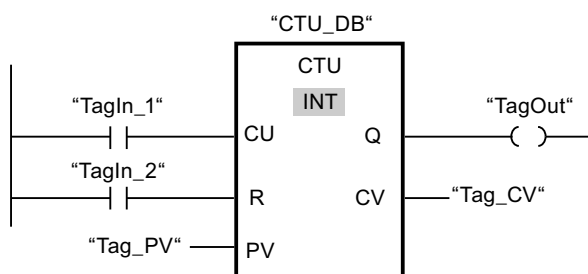 “CTU_DB“
CTU
INT
“TagIn_1“
CU
Q
“TagOut“
“TagIn_2“
R
CV
“Tag_CV“
“Tag_PV“
PV